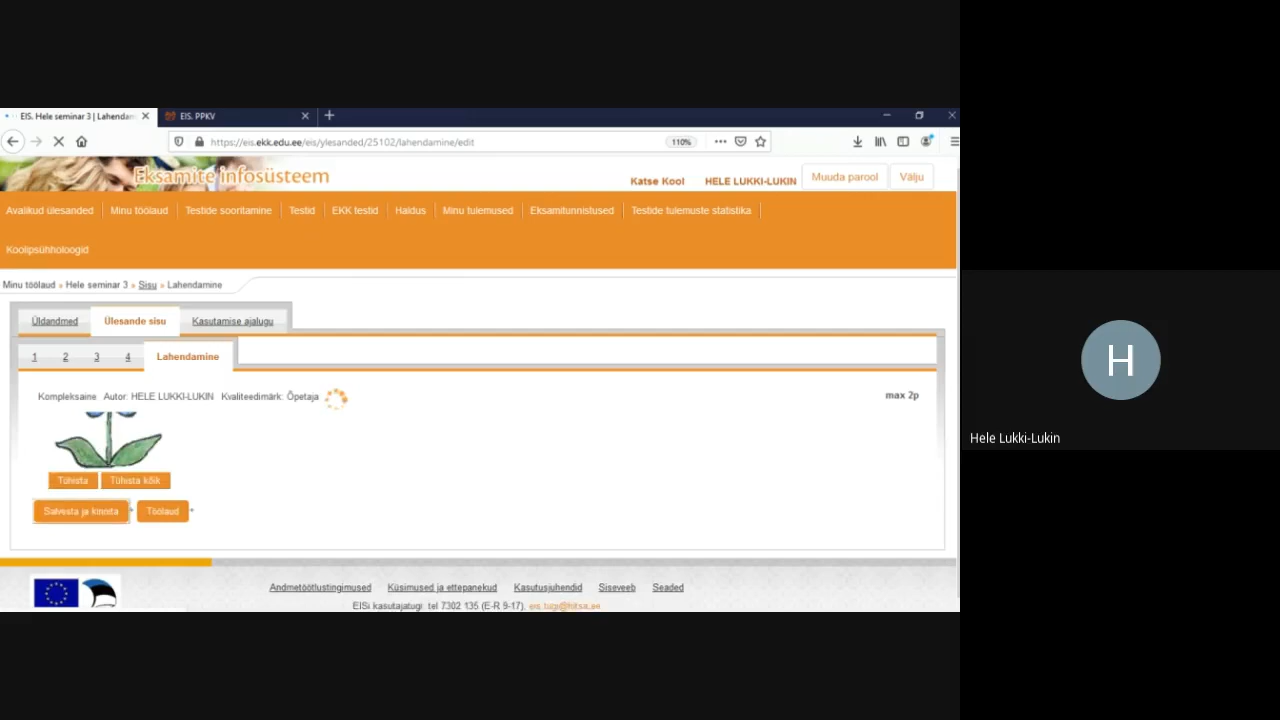 EIS. Hele seminar 3 | Lahendam
EIS. PPKV
https://eis.ekk.edu.ee/eis/ylesanded/25102/lahendamine/edit
110%
Eksamite infosüsteem
Katse Kool HELE LUKKI-LUKIN Muuda parool Välju
Avalikud ülesanded Minu töölaud Testide sooritamine Testid EKK testid Haldus Minu tulemused Eksamitunnistused Testide tulemuste statistika
Koolipsühholoogid
Minu töölaud » Hele seminar 3 » Sisu » Lahendamine
Üldandmed Ülesande sisu Kasutamise ajalugu
1 2 3 4 Lahendamine
Kompleksaine Autor: HELE LUKKI-LUKIN Kvaliteedimärk: Õpetaja max 2p
Tühista Tühista kõik
Salvesta ja kinnita Töölaud
Andmetöötlustingimused Küsimused ja ettepanekud Kasutusjuhendid Siseveeb Seaded
EISi kasutajatugi: tel 7302 135 (E-R 9-17), eis.tugi@hitsa.ee
H
Hele Lukki-Lukin